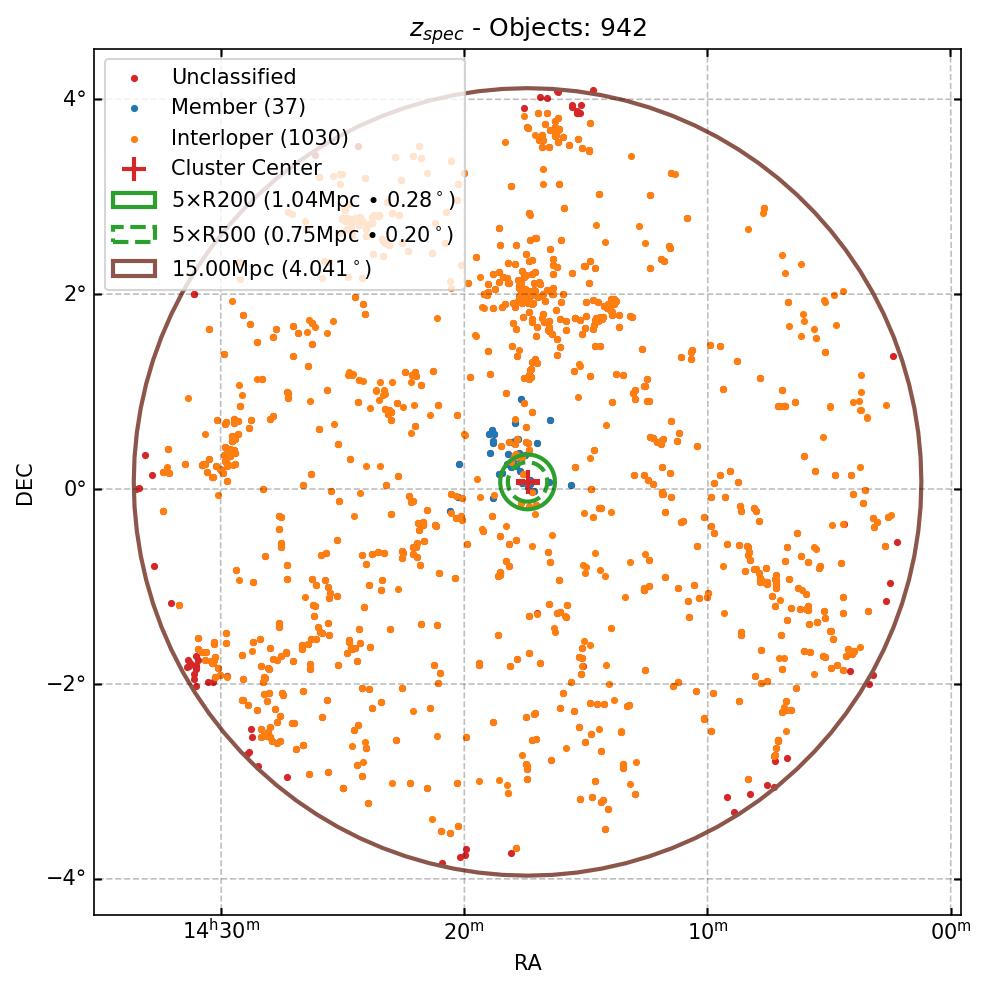 z_spec - Objects: 942
Unclassified
Member (37)
Interloper (1030)
Cluster Center
5×R200 (1.04Mpc • 0.28°)
5×R500 (0.75Mpc • 0.20°)
15.00Mpc (4.041°)
4°
2°
0°
−2°
−4°
DEC
14ʰ30ᵐ
20ᵐ
10ᵐ
00ᵐ
RA